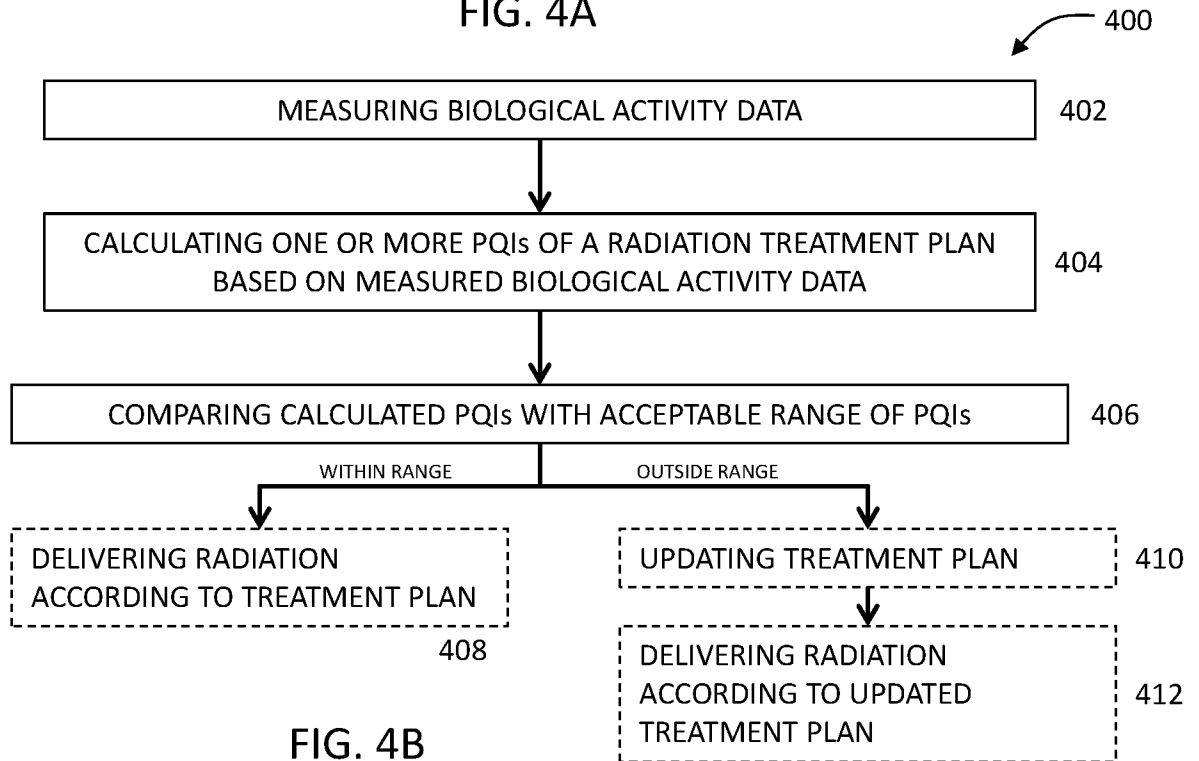 FIG. 4A
400
MEASURING BIOLOGICAL ACTIVITY DATA
402
CALCULATING ONE OR MORE PQIs OF A RADIATION TREATMENT PLAN
BASED ON MEASURED BIOLOGICAL ACTIVITY DATA
404
COMPARING CALCULATED PQIs WITH ACCEPTABLE RANGE OF PQIs
406
WITHIN RANGE
OUTSIDE RANGE
DELIVERING RADIATION
ACCORDING TO TREATMENT PLAN
408
UPDATING TREATMENT PLAN
410
DELIVERING RADIATION
ACCORDING TO UPDATED
TREATMENT PLAN
412
FIG. 4B